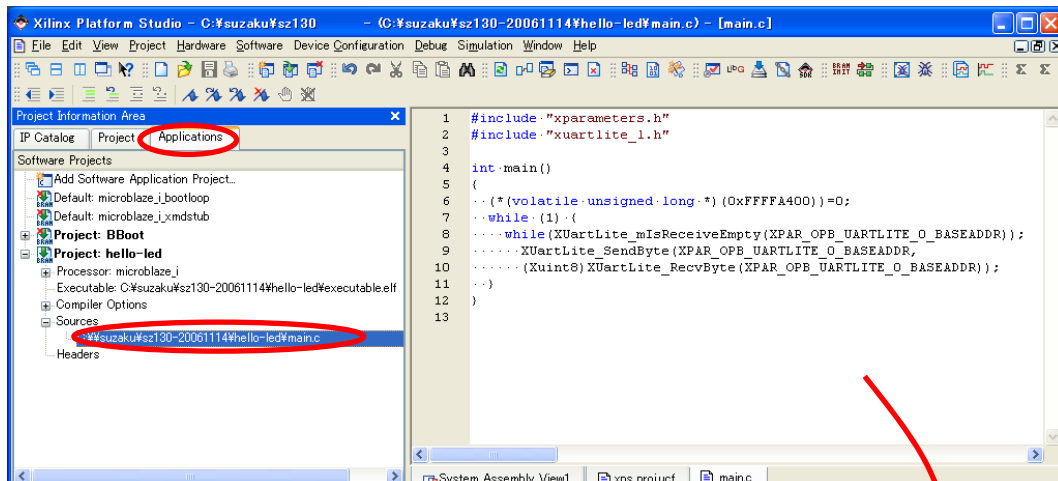 Xilinx Platform Studio - C:¥suzaku¥sz130 - (C:¥suzaku¥sz130-20061114¥hello-led¥main.c) - [main.c]
File Edit View Project Hardware Software Device Configuration Debug Simulation Window Help
Project Information Area
IP Catalog Project Applications
Software Projects
Add Software Application Project...
Default: microblaze_i_bootloop
Default: microblaze_i_xmdstub
Project: BBoot
Project: hello-led
Processor: microblaze_i
Executable: C:¥suzaku¥sz130-20061114¥hello-led¥executable.elf
Compiler Options
Sources
¥suzaku¥sz130-20061114¥hello-led¥main.c
Headers
1 #include·"xparameters.h"
2 #include·"xuartlite_l.h"
3
4 int·main()
5 {
6 ··(*(volatile·unsigned·long·*)(0xFFFFA400))=0;
7 ··while·(1)·{
8 ····while(XUartLite_mIsReceiveEmpty(XPAR_OPB_UARTLITE_0_BASEADDR));
9 ······XUartLite_SendByte(XPAR_OPB_UARTLITE_0_BASEADDR,
10 ······(Xuint8)XUartLite_RecvByte(XPAR_OPB_UARTLITE_0_BASEADDR));
11 ··}
12 }
13
System Assembly View1 xps_proj.ucf main.c